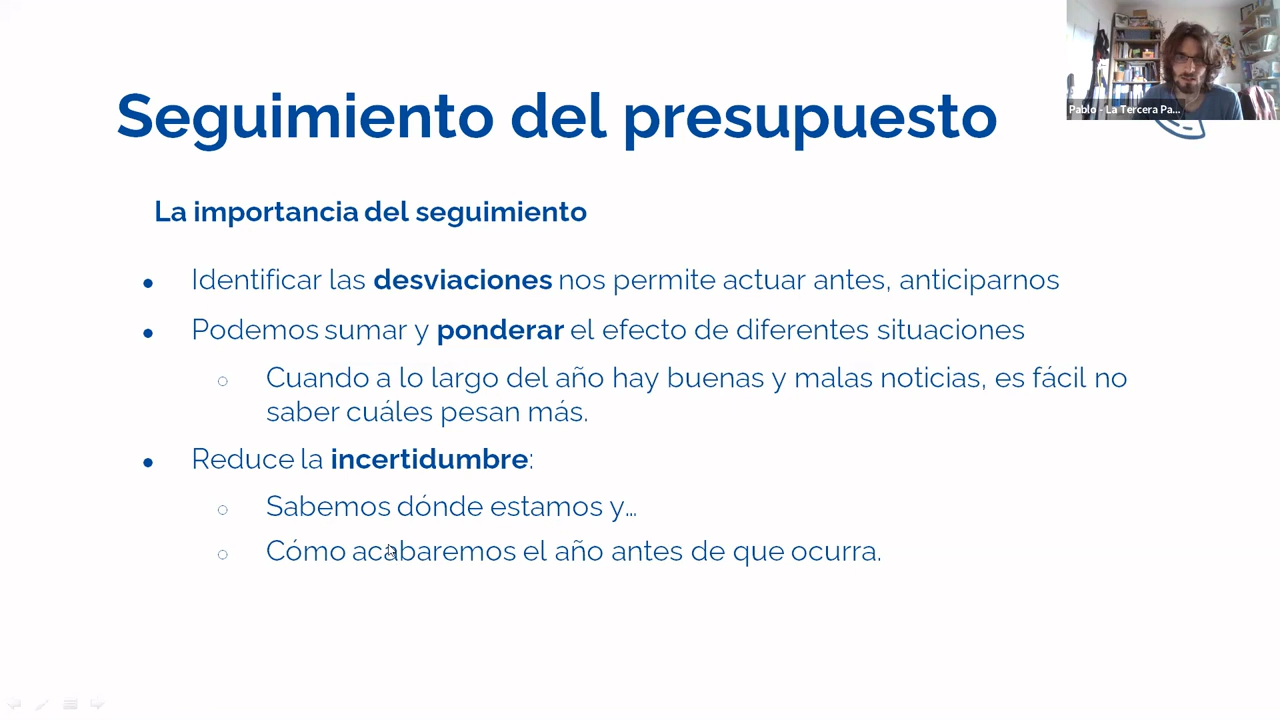 Seguimiento del presupuesto
Pablo - La Tercera Pa...
La importancia del seguimiento
● Identificar las desviaciones nos permite actuar antes, anticiparnos
● Podemos sumar y ponderar el efecto de diferentes situaciones
○ Cuando a lo largo del año hay buenas y malas noticias, es fácil no
saber cuáles pesan más.
● Reduce la incertidumbre:
○ Sabemos dónde estamos y…
○ Cómo acabaremos el año antes de que ocurra.